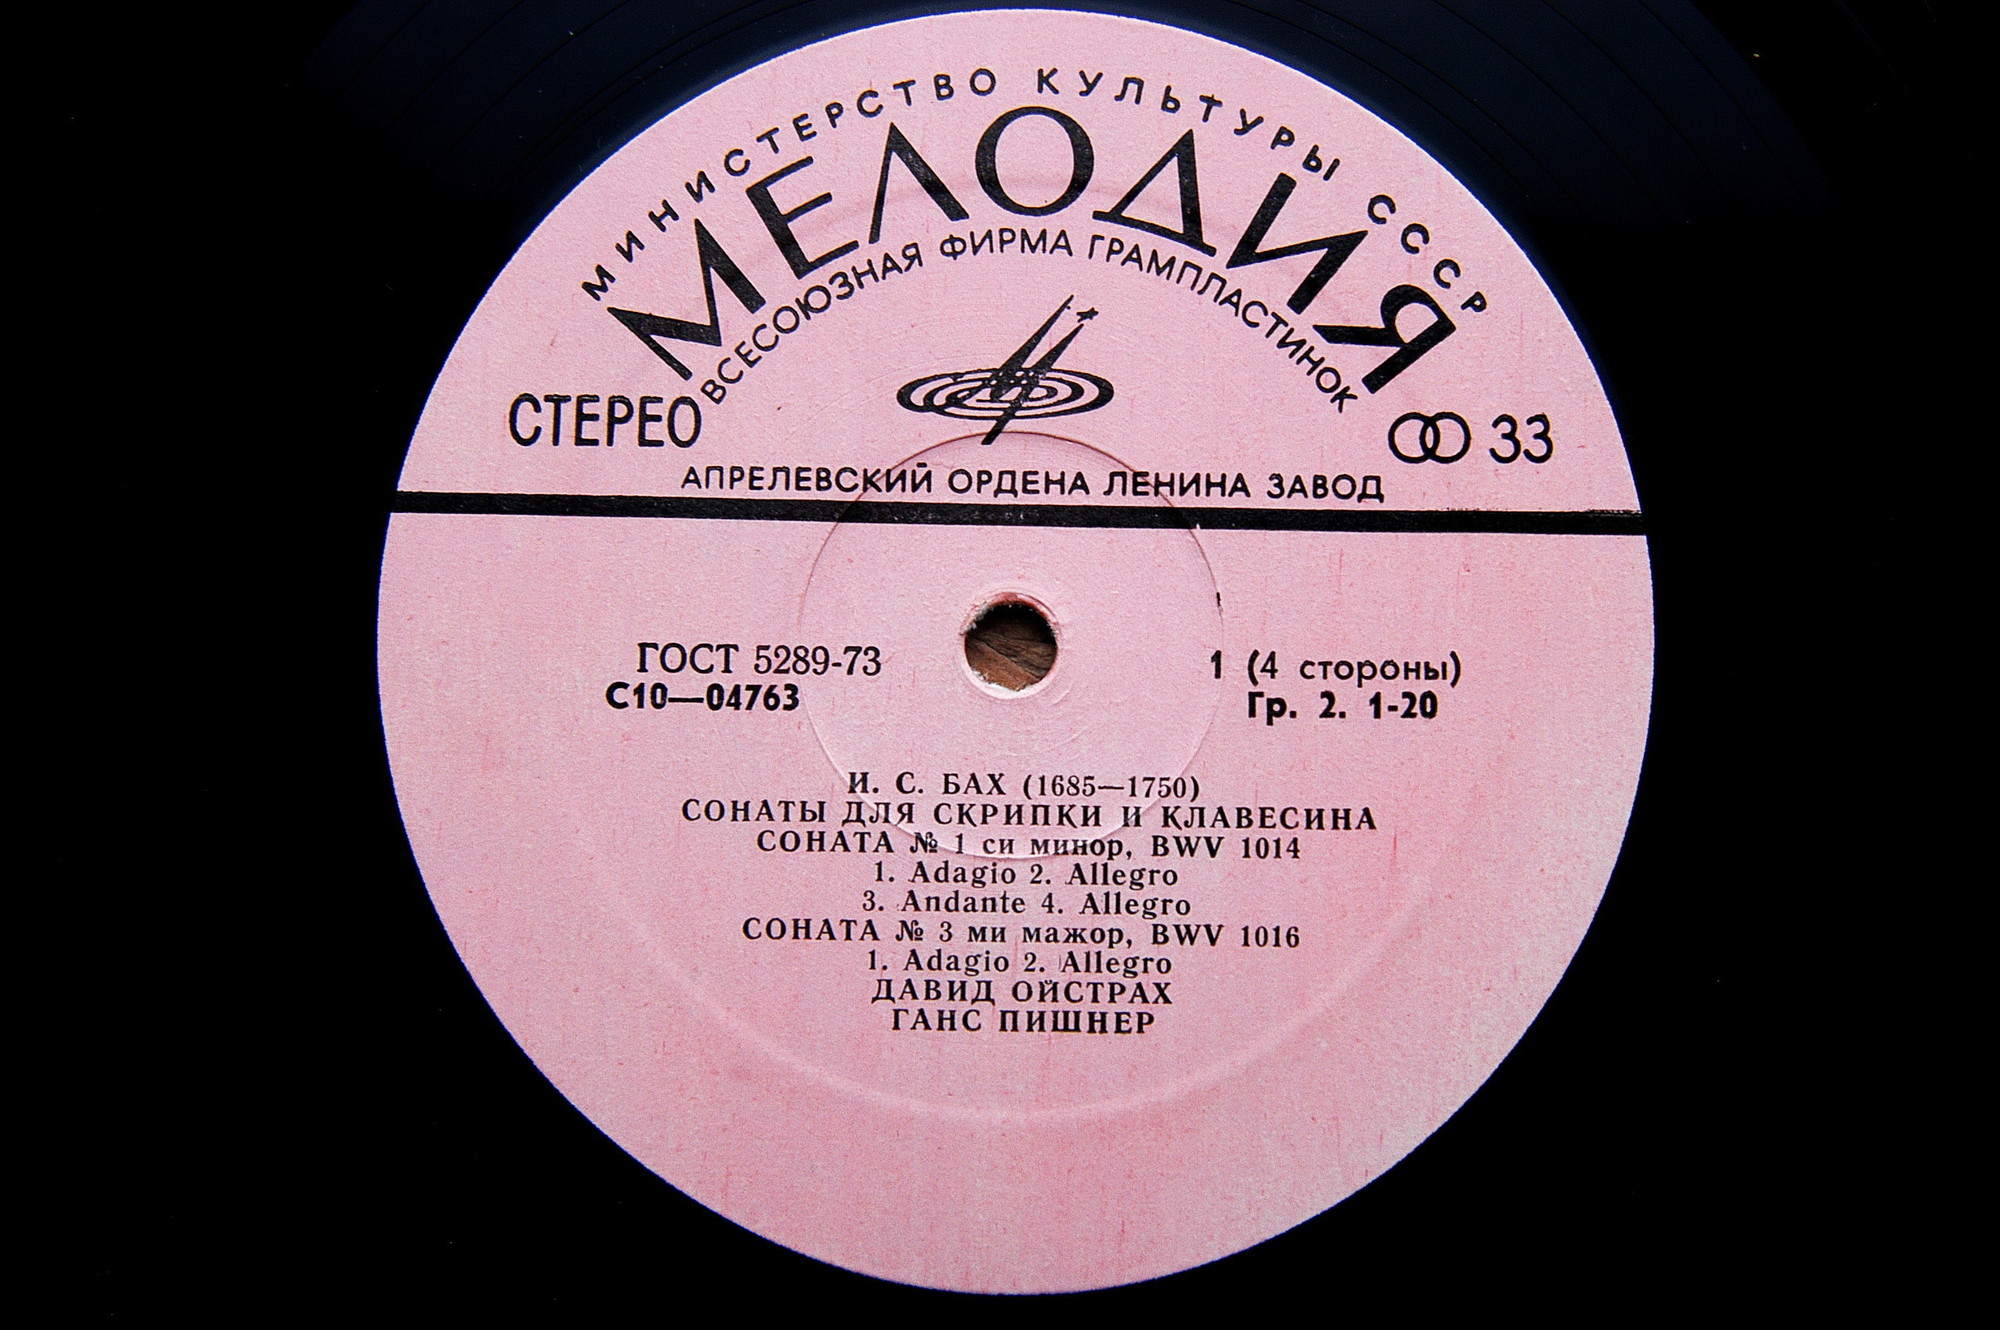 МИНИСТЕРСТВО КУЛЬТУРЫ СССР
МЕЛОДИЯ
ВСЕСОЮЗНАЯ ФИРМА ГРАМПЛАСТИНОК
СТЕРЕО
33
АПРЕЛЕВСКИЙ ОРДЕНА ЛЕНИНА ЗАВОД
ГОСТ 5289-73
С10—04763
1 (4 стороны)
Гр. 2. 1-20
И. С. БАХ (1685—1750)
СОНАТЫ ДЛЯ СКРИПКИ И КЛАВЕСИНА
СОНАТА № 1 си минор, BWV 1014
1. Adagio 2. Allegro
3. Andante 4. Allegro
СОНАТА № 3 ми мажор, BWV 1016
1. Adagio 2. Allegro
ДАВИД ОЙСТРАХ
ГАНС ПИШНЕР